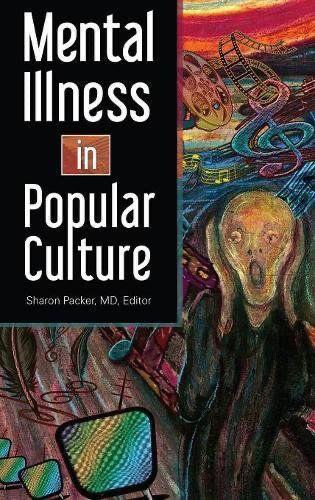 Mental
Illness
in
Popular
Culture
Sharon Packer, MD, Editor